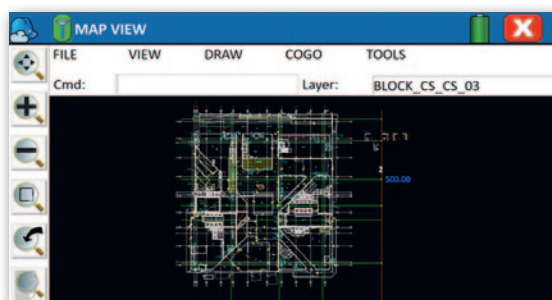 MAP VIEW
FILE VIEW DRAW COGO TOOLS
Cmd: Layer: BLOCK_CS_CS_03
500.08